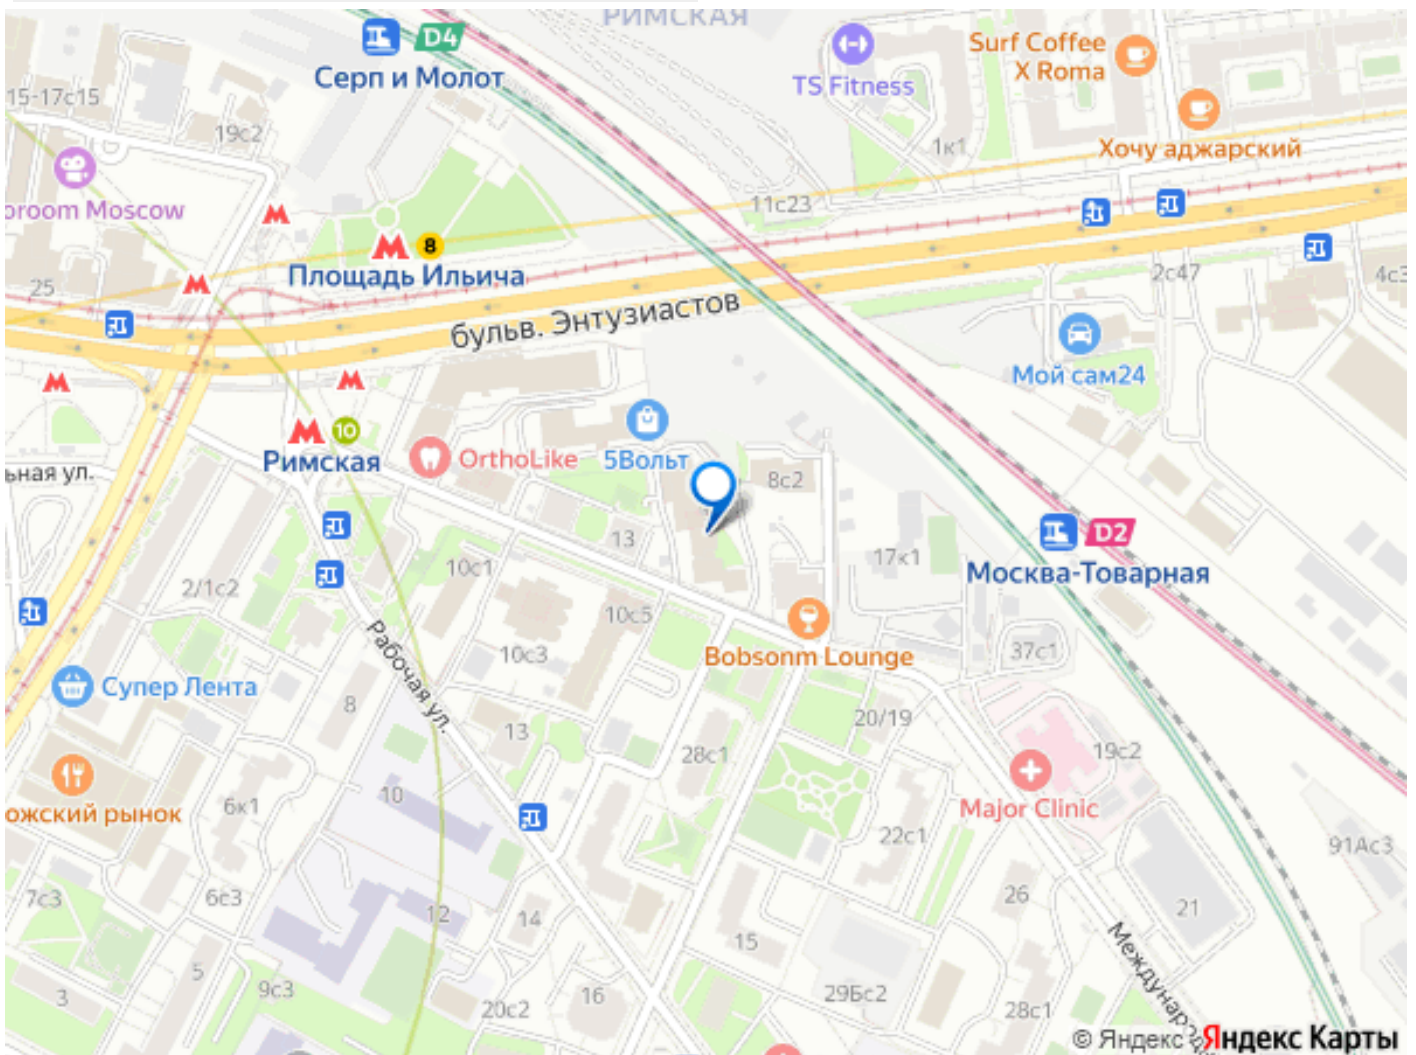 РИМСКАЯ
D4
Серп и Молот
TS Fitness
Surf Coffee
X Roma
15-17с15
19с2
1к1
Хочу аджарский
oroom Moscow
11с23
М
М
8
Площадь Ильича
25
М
2с47
4с3
бульв. Энтузиастов
Мой сам24
М
М
М
10
Римская
OrthoLike
5Вольт
ьная ул.
8с2
13
D2
Москва-Товарная
17к1
10с1
2/1с2
10с5
10с3
Bobsonm Lounge
37с1
Супер Лента
8
Рабочая ул.
13
20/19
28с1
19с2
Major Clinic
ожский рынок
6к1
10
22с1
91Ас3
7с3
6с3
12
14
26
21
15
5
9с3
3
20с2
16
29Бс2
28с1
Междунар
© Яндекс Яндекс Карты